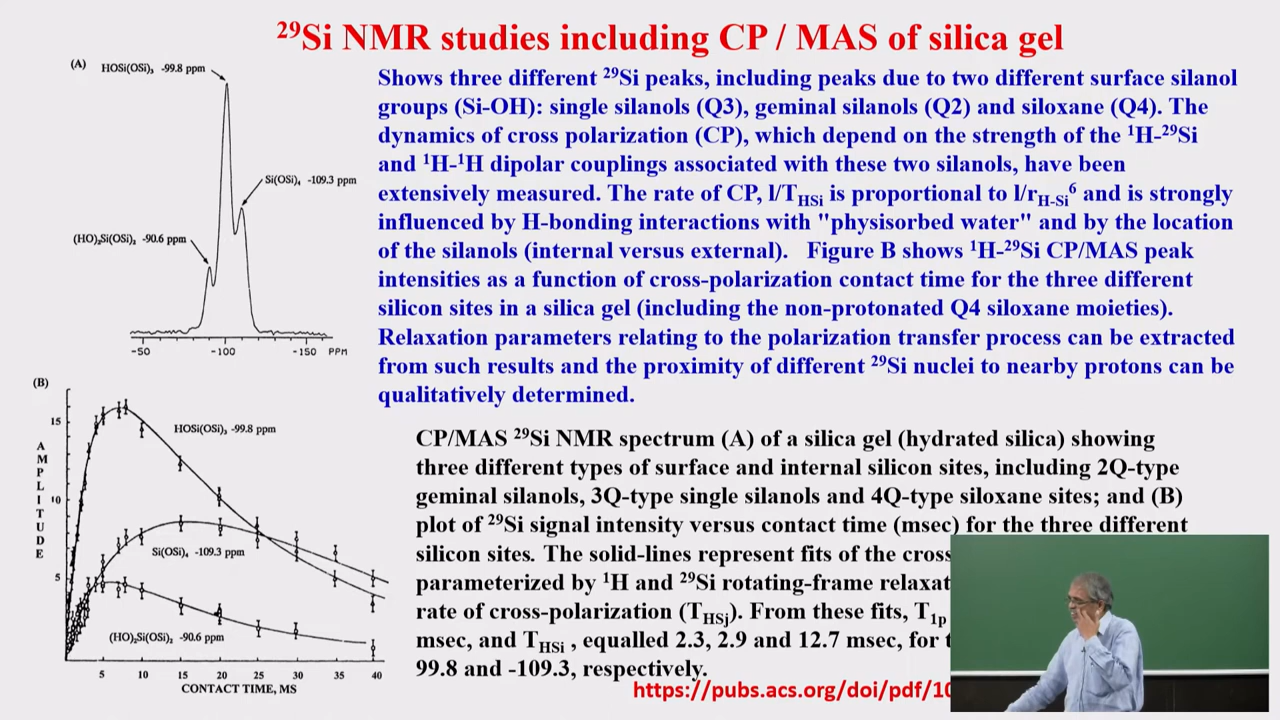 29Si NMR studies including CP / MAS of silica gel
(A)
HOSi(OSi)3 -99.8 ppm
Si(OSi)4 -109.3 ppm
(HO)2Si(OSi)2 -90.6 ppm
-50 -100 -150 PPM
Shows three different 29Si peaks, including peaks due to two different surface silanol
groups (Si-OH): single silanols (Q3), geminal silanols (Q2) and siloxane (Q4). The
dynamics of cross polarization (CP), which depend on the strength of the 1H-29Si
and 1H-1H dipolar couplings associated with these two silanols, have been
extensively measured. The rate of CP, l/THSi is proportional to l/rH-Si6 and is strongly
influenced by H-bonding interactions with "physisorbed water" and by the location
of the silanols (internal versus external). Figure B shows 1H-29Si CP/MAS peak
intensities as a function of cross-polarization contact time for the three different
silicon sites in a silica gel (including the non-protonated Q4 siloxane moieties).
Relaxation parameters relating to the polarization transfer process can be extracted
from such results and the proximity of different 29Si nuclei to nearby protons can be
qualitatively determined.
(B)
AMPLITUDE
15
10
5
HOSi(OSi)3 -99.8 ppm
Si(OSi)4 -109.3 ppm
(HO)2Si(OSi)2 -90.6 ppm
5 10 15 20 25 30 35 40
CONTACT TIME, MS
CP/MAS 29Si NMR spectrum (A) of a silica gel (hydrated silica) showing
three different types of surface and internal silicon sites, including 2Q-type
geminal silanols, 3Q-type single silanols and 4Q-type siloxane sites; and (B)
plot of 29Si signal intensity versus contact time (msec) for the three different
silicon sites. The solid-lines represent fits of the cross
parameterized by 1H and 29Si rotating-frame relaxat
rate of cross-polarization (THSj). From these fits, T1p
msec, and THSi , equalled 2.3, 2.9 and 12.7 msec, for t
99.8 and -109.3, respectively.
https://pubs.acs.org/doi/pdf/10